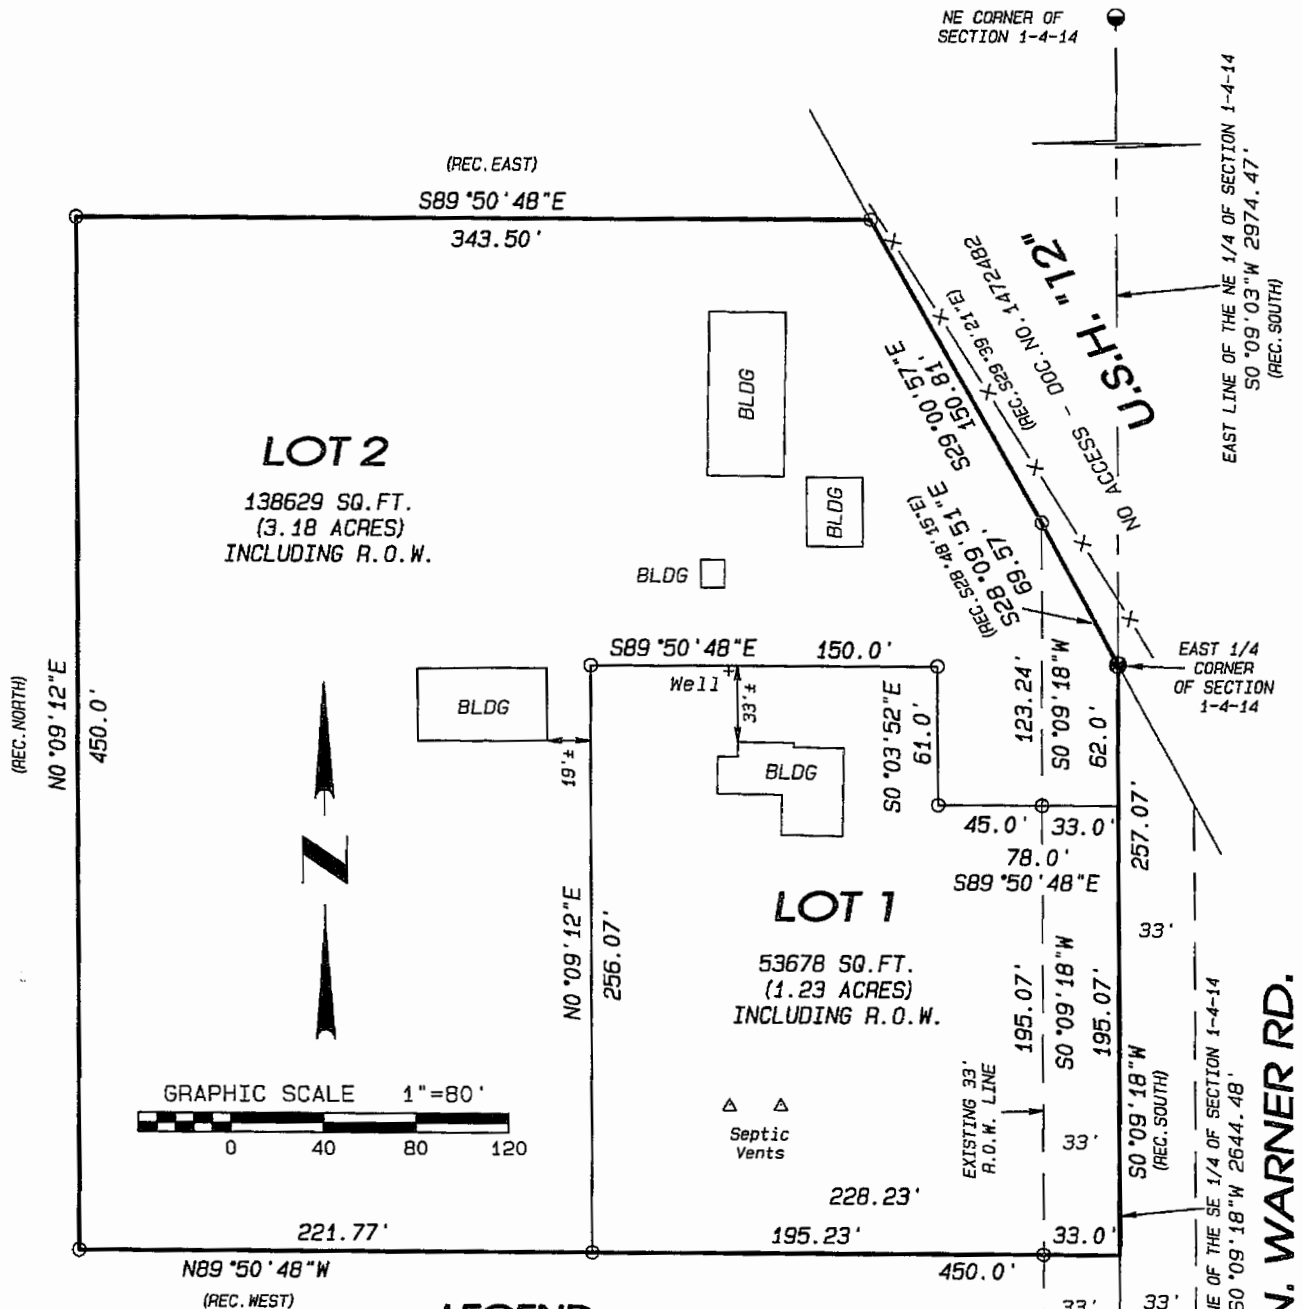 NE CORNER OF
SECTION 1-4-14
EAST LINE OF THE NE 1/4 OF SECTION 1-4-14
S0°09'03"W 2974.47'
(REC.SOUTH)
(REC.EAST)
S89°50'48"E
343.50'
U.S.H. "12"
NO ACCESS - DOC.NO.1472482
(REC.S29°39'21"E)
S29°00'57"E
150.81'
S28°09'51"E
69.57'
(REC.S28°48'15"E)
BLDG
BLDG
BLDG
LOT 2
138629 SQ.FT.
(3.18 ACRES)
INCLUDING R.O.W.
S89°50'48"E
150.0'
EAST 1/4
CORNER
OF SECTION
1-4-14
Well
33'±
BLDG
BLDG
19'±
S0°03'52"E
61.0'
123.24'
S0°09'18"W
62.0'
(REC.NORTH)
N0°09'12"E
450.0'
45.0'
33.0'
78.0'
S89°50'48"E
257.07'
N
LOT 1
53678 SQ.FT.
(1.23 ACRES)
INCLUDING R.O.W.
N0°09'12"E
256.07'
33'
195.07'
S0°09'18"W
195.07'
EXISTING 33'
R.O.W. LINE
33'
S0°09'18"W
(REC.SOUTH)
NE OF THE SE 1/4 OF SECTION 1-4-14
S0°09'18"W 2644.48'
N. WARNER RD.
GRAPHIC SCALE 1"=80'
0 40 80 120
Septic
Vents
228.23'
221.77'
195.23'
33.0'
N89°50'48"W
450.0'
(REC.WEST)
LEGEND
33'
33'